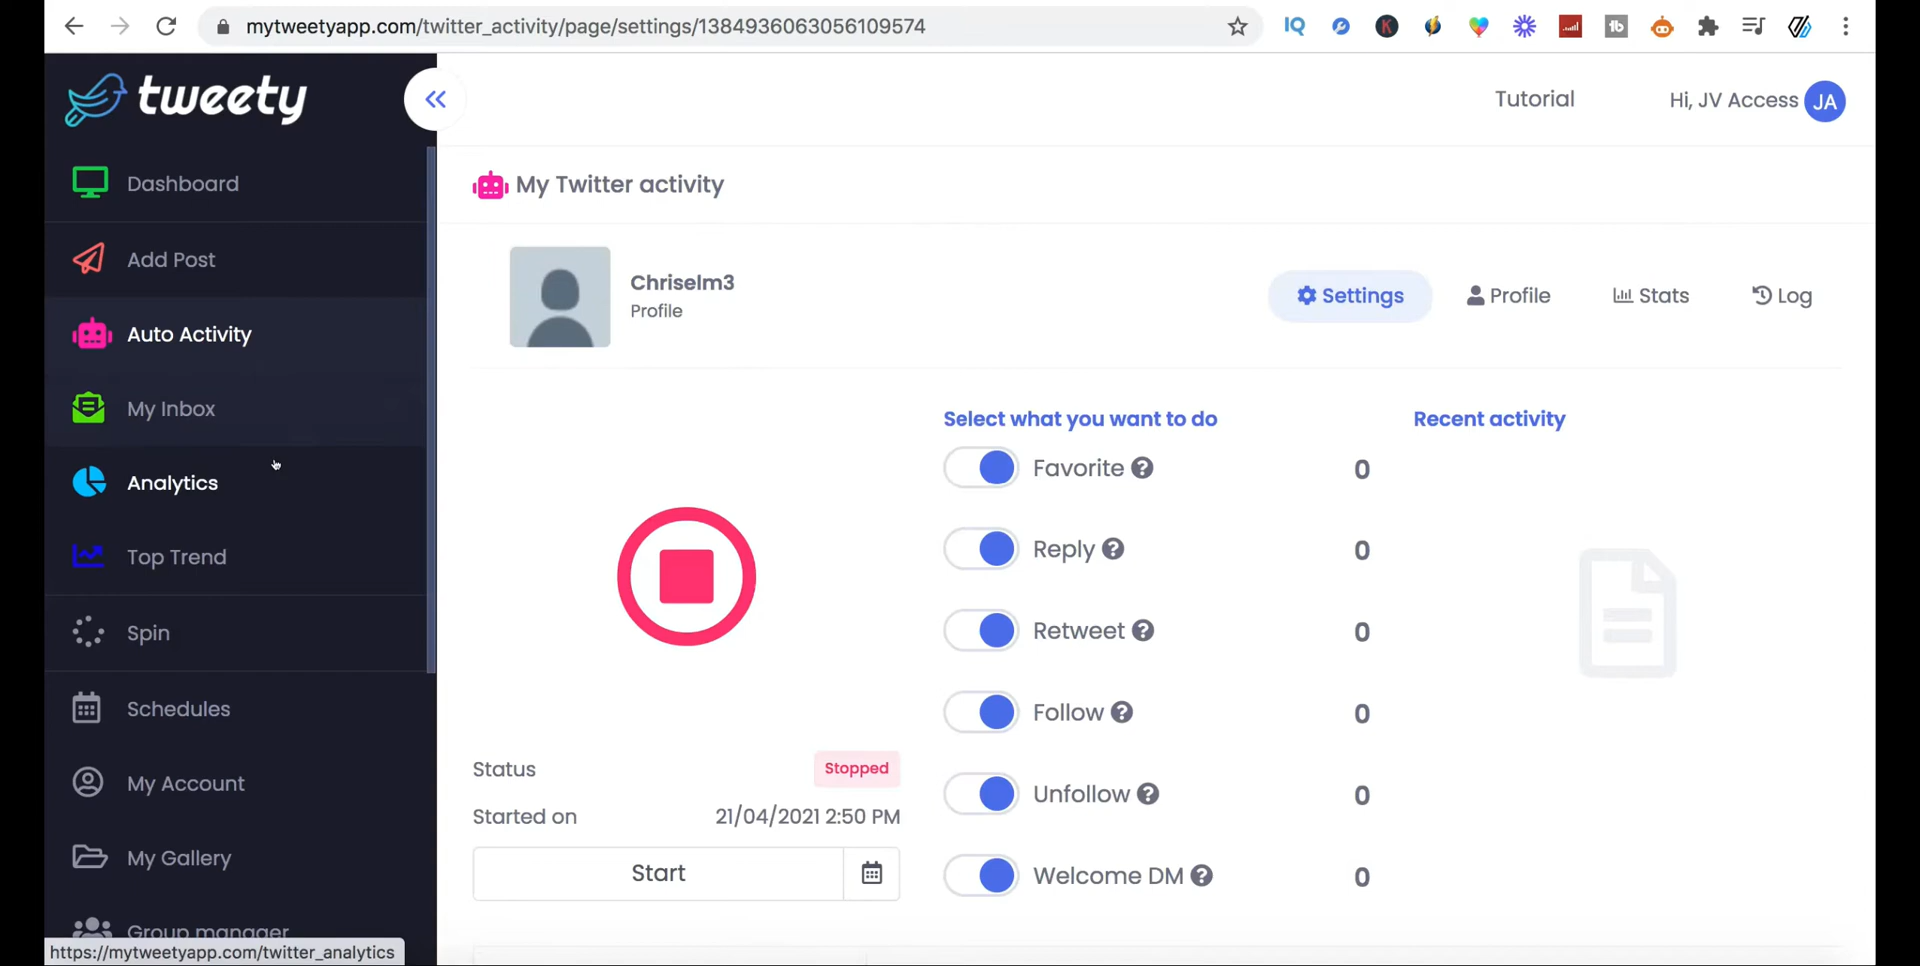 mytweetyapp.com/twitter_activity/page/settings/1384936063056109574
IQ
K
tb
tweety
Tutorial
Hi, JV Access
JA
Dashboard
Add Post
Auto Activity
My Inbox
Analytics
Top Trend
Spin
Schedules
My Account
My Gallery
Group manager
https://mytweetyapp.com/twitter_analytics
My Twitter activity
Chriselm3
Profile
Settings
Profile
Stats
Log
Status
Stopped
Started on
21/04/2021 2:50 PM
Start
Select what you want to do
Favorite ?
0
Reply ?
0
Retweet ?
0
Follow ?
0
Unfollow ?
0
Welcome DM ?
0
Recent activity